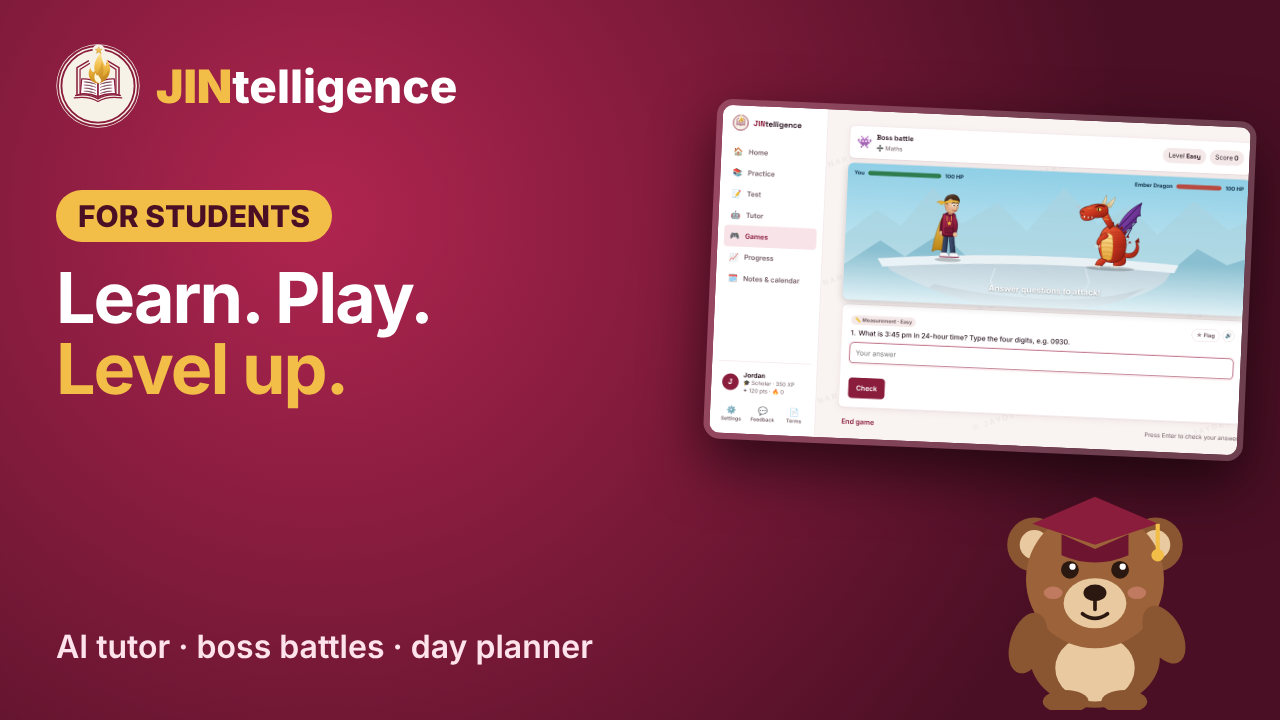 JINtelligence
FOR STUDENTS
Learn. Play.
Level up.
AI tutor · boss battles · day planner
JINtelligence
Home
Practice
Test
Tutor
Games
Progress
Notes & calendar
Jordan
Scholar · 350 XP
120 pts · 0
Settings
Feedback
Terms
Boss battle
Maths
Level Easy
Score 0
You
100 HP
Ember Dragon
100 HP
Answer questions to attack!
Measurement · Easy
Flag
1. What is 3:45 pm in 24-hour time? Type the four digits, e.g. 0930.
Your answer
Check
End game
Press Enter to check your answer